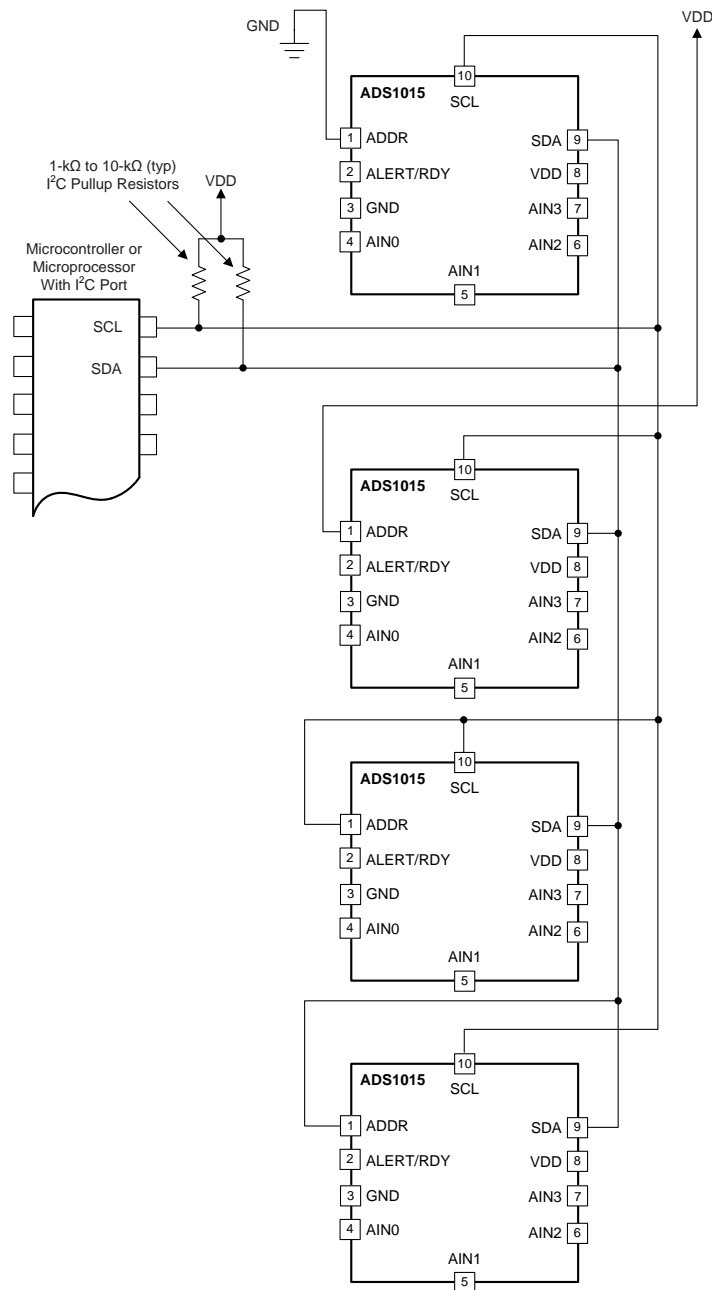 GND
VDD
10
ADS1015
SCL
1 ADDR
SDA 9
2 ALERT/RDY
VDD 8
3 GND
AIN3 7
4 AIN0
AIN2 6
AIN1
5
1-kΩ to 10-kΩ (typ)
I²C Pullup Resistors
VDD
Microcontroller or
Microprocessor
With I²C Port
SCL
SDA
10
ADS1015
SCL
1 ADDR
SDA 9
2 ALERT/RDY
VDD 8
3 GND
AIN3 7
4 AIN0
AIN2 6
AIN1
5
10
ADS1015
SCL
1 ADDR
SDA 9
2 ALERT/RDY
VDD 8
3 GND
AIN3 7
4 AIN0
AIN2 6
AIN1
5
10
ADS1015
SCL
1 ADDR
SDA 9
2 ALERT/RDY
VDD 8
3 GND
AIN3 7
4 AIN0
AIN2 6
AIN1
5